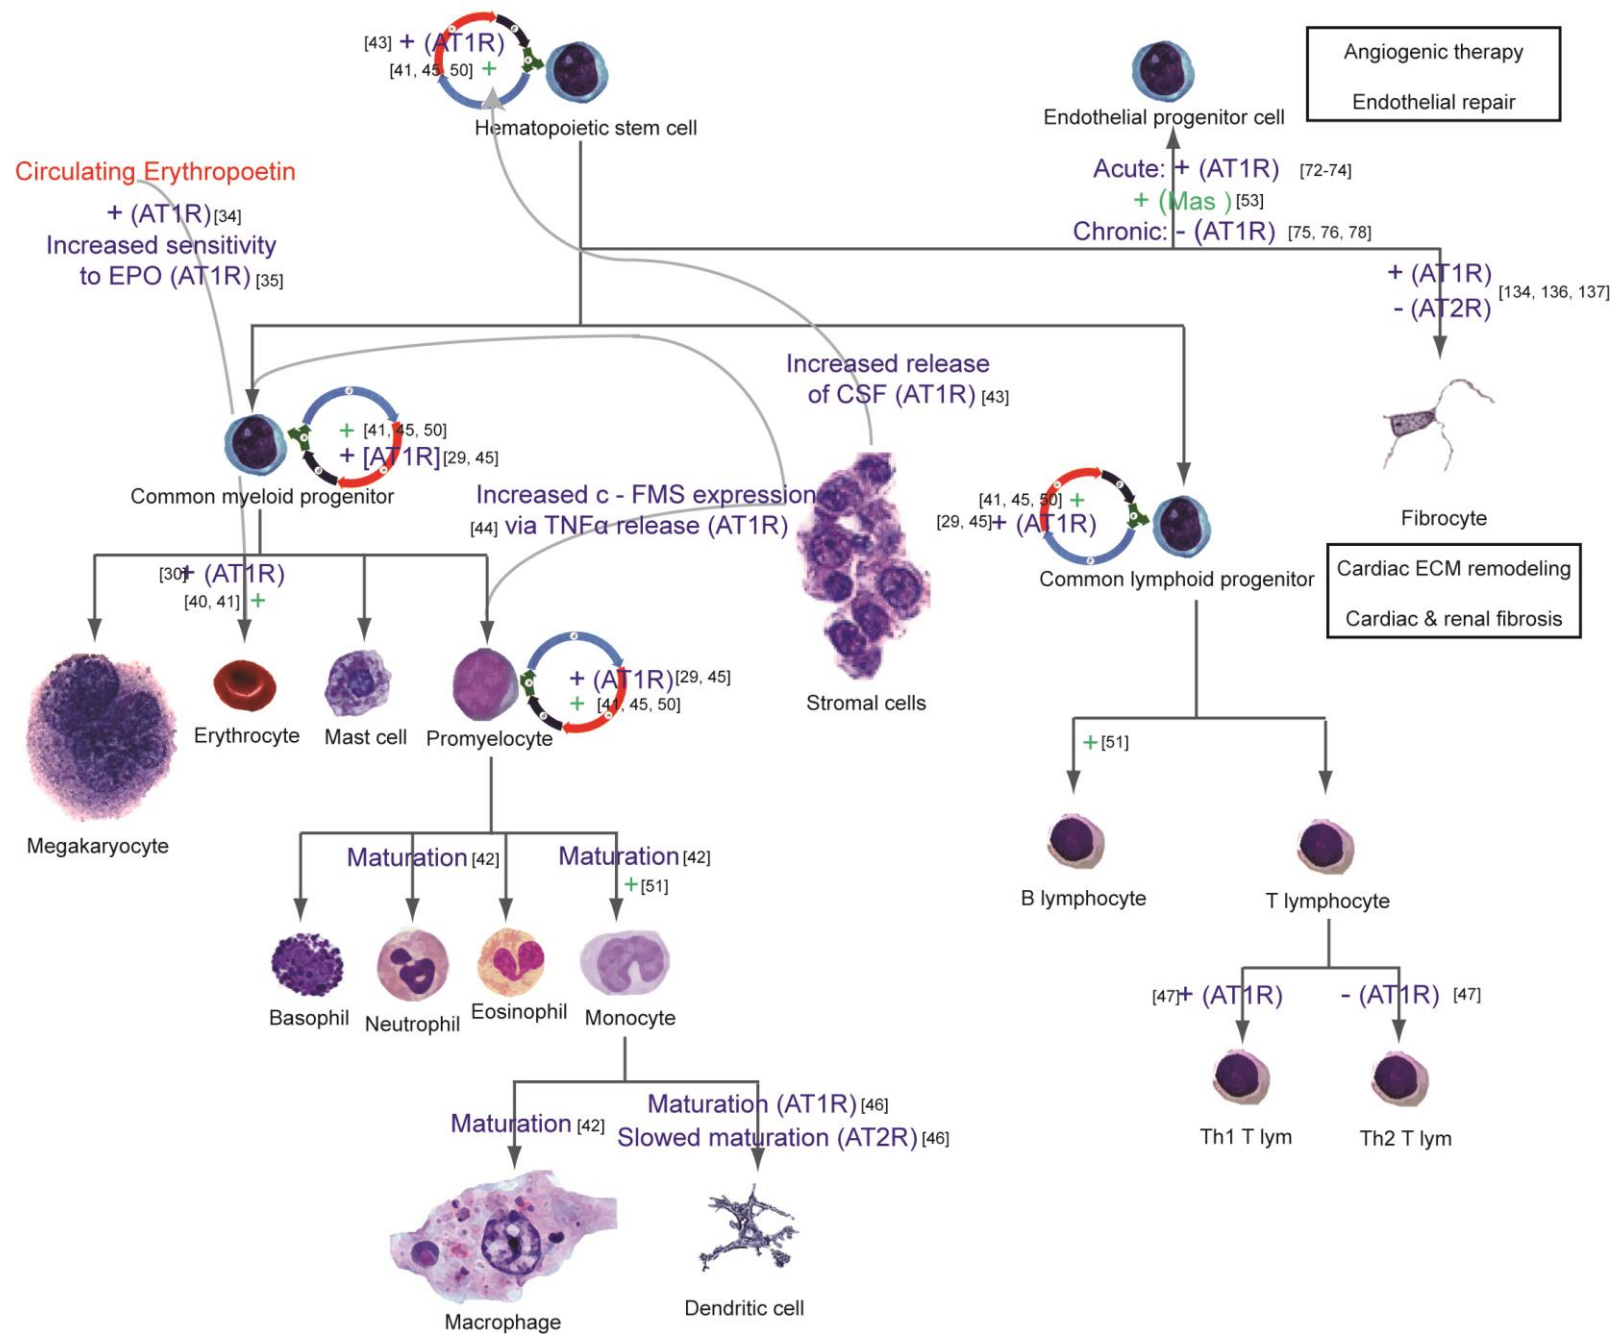 [43] + (AT1R)
[41, 45, 50] +
Hematopoietic stem cell
Endothelial progenitor cell
Angiogenic therapy
Endothelial repair
Acute: + (AT1R) [72-74]
+ (Mas ) [53]
Chronic: - (AT1R) [75, 76, 78]
Circulating Erythropoetin
+ (AT1R) [34]
Increased sensitivity
to EPO (AT1R) [35]
+ (AT1R)
- (AT2R)
[134, 136, 137]
Fibrocyte
Cardiac ECM remodeling
Cardiac & renal fibrosis
Increased release
of CSF (AT1R) [43]
+ [41, 45, 50]
+ [AT1R] [29, 45]
Common myeloid progenitor
Increased c - FMS expression
[44] via TNFα release (AT1R)
Stromal cells
[41, 45, 50] +
[29, 45] + (AT1R)
Common lymphoid progenitor
[30] + (AT1R)
[40, 41] +
+ (AT1R) [29, 45]
+ [41, 45, 50]
Megakaryocyte
Erythrocyte
Mast cell
Promyelocyte
+ [51]
B lymphocyte
T lymphocyte
Maturation [42]
Maturation [42]
+ [51]
Basophil
Neutrophil
Eosinophil
Monocyte
[47] + (AT1R)
- (AT1R) [47]
Th1 T lym
Th2 T lym
Maturation [42]
Maturation (AT1R) [46]
Slowed maturation (AT2R) [46]
Macrophage
Dendritic cell